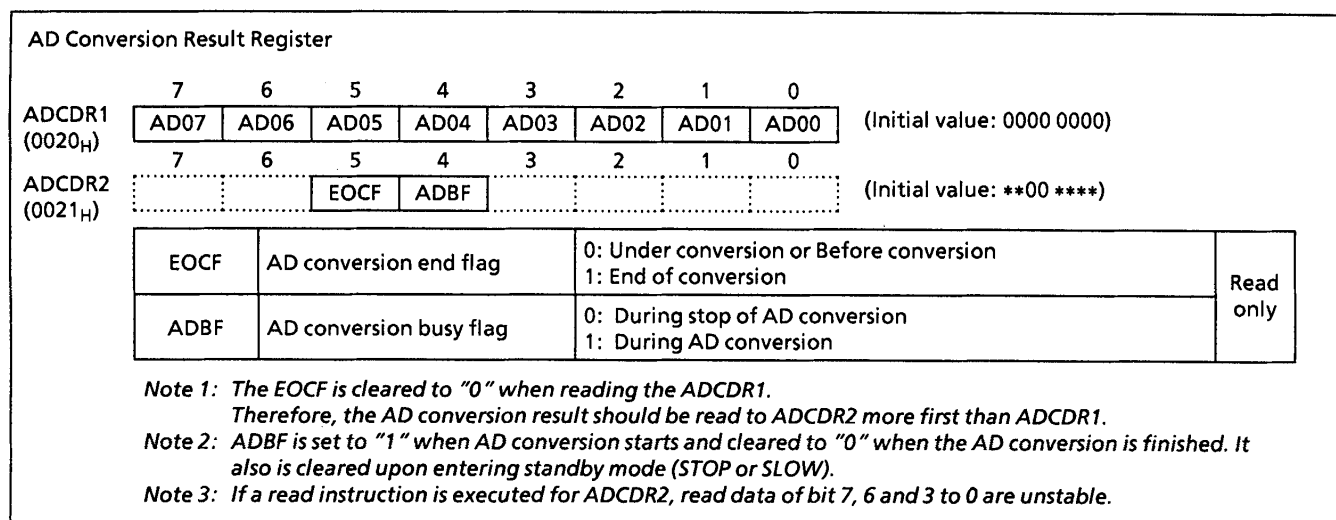 AD Conversion Result Register
7 6 5 4 3 2 1 0
ADCDR1 AD07 AD06 AD05 AD04 AD03 AD02 AD01 AD00 (Initial value: 0000 0000)
(0020H)
7 6 5 4 3 2 1 0
ADCDR2 EOCF ADBF (Initial value: **00 ****)
(0021H)
EOCF AD conversion end flag 0: Under conversion or Before conversion
1: End of conversion
Read only
ADBF AD conversion busy flag 0: During stop of AD conversion
1: During AD conversion
Note 1: The EOCF is cleared to "0" when reading the ADCDR1.
Therefore, the AD conversion result should be read to ADCDR2 more first than ADCDR1.
Note 2: ADBF is set to "1" when AD conversion starts and cleared to "0" when the AD conversion is finished. It
also is cleared upon entering standby mode (STOP or SLOW).
Note 3: If a read instruction is executed for ADCDR2, read data of bit 7, 6 and 3 to 0 are unstable.